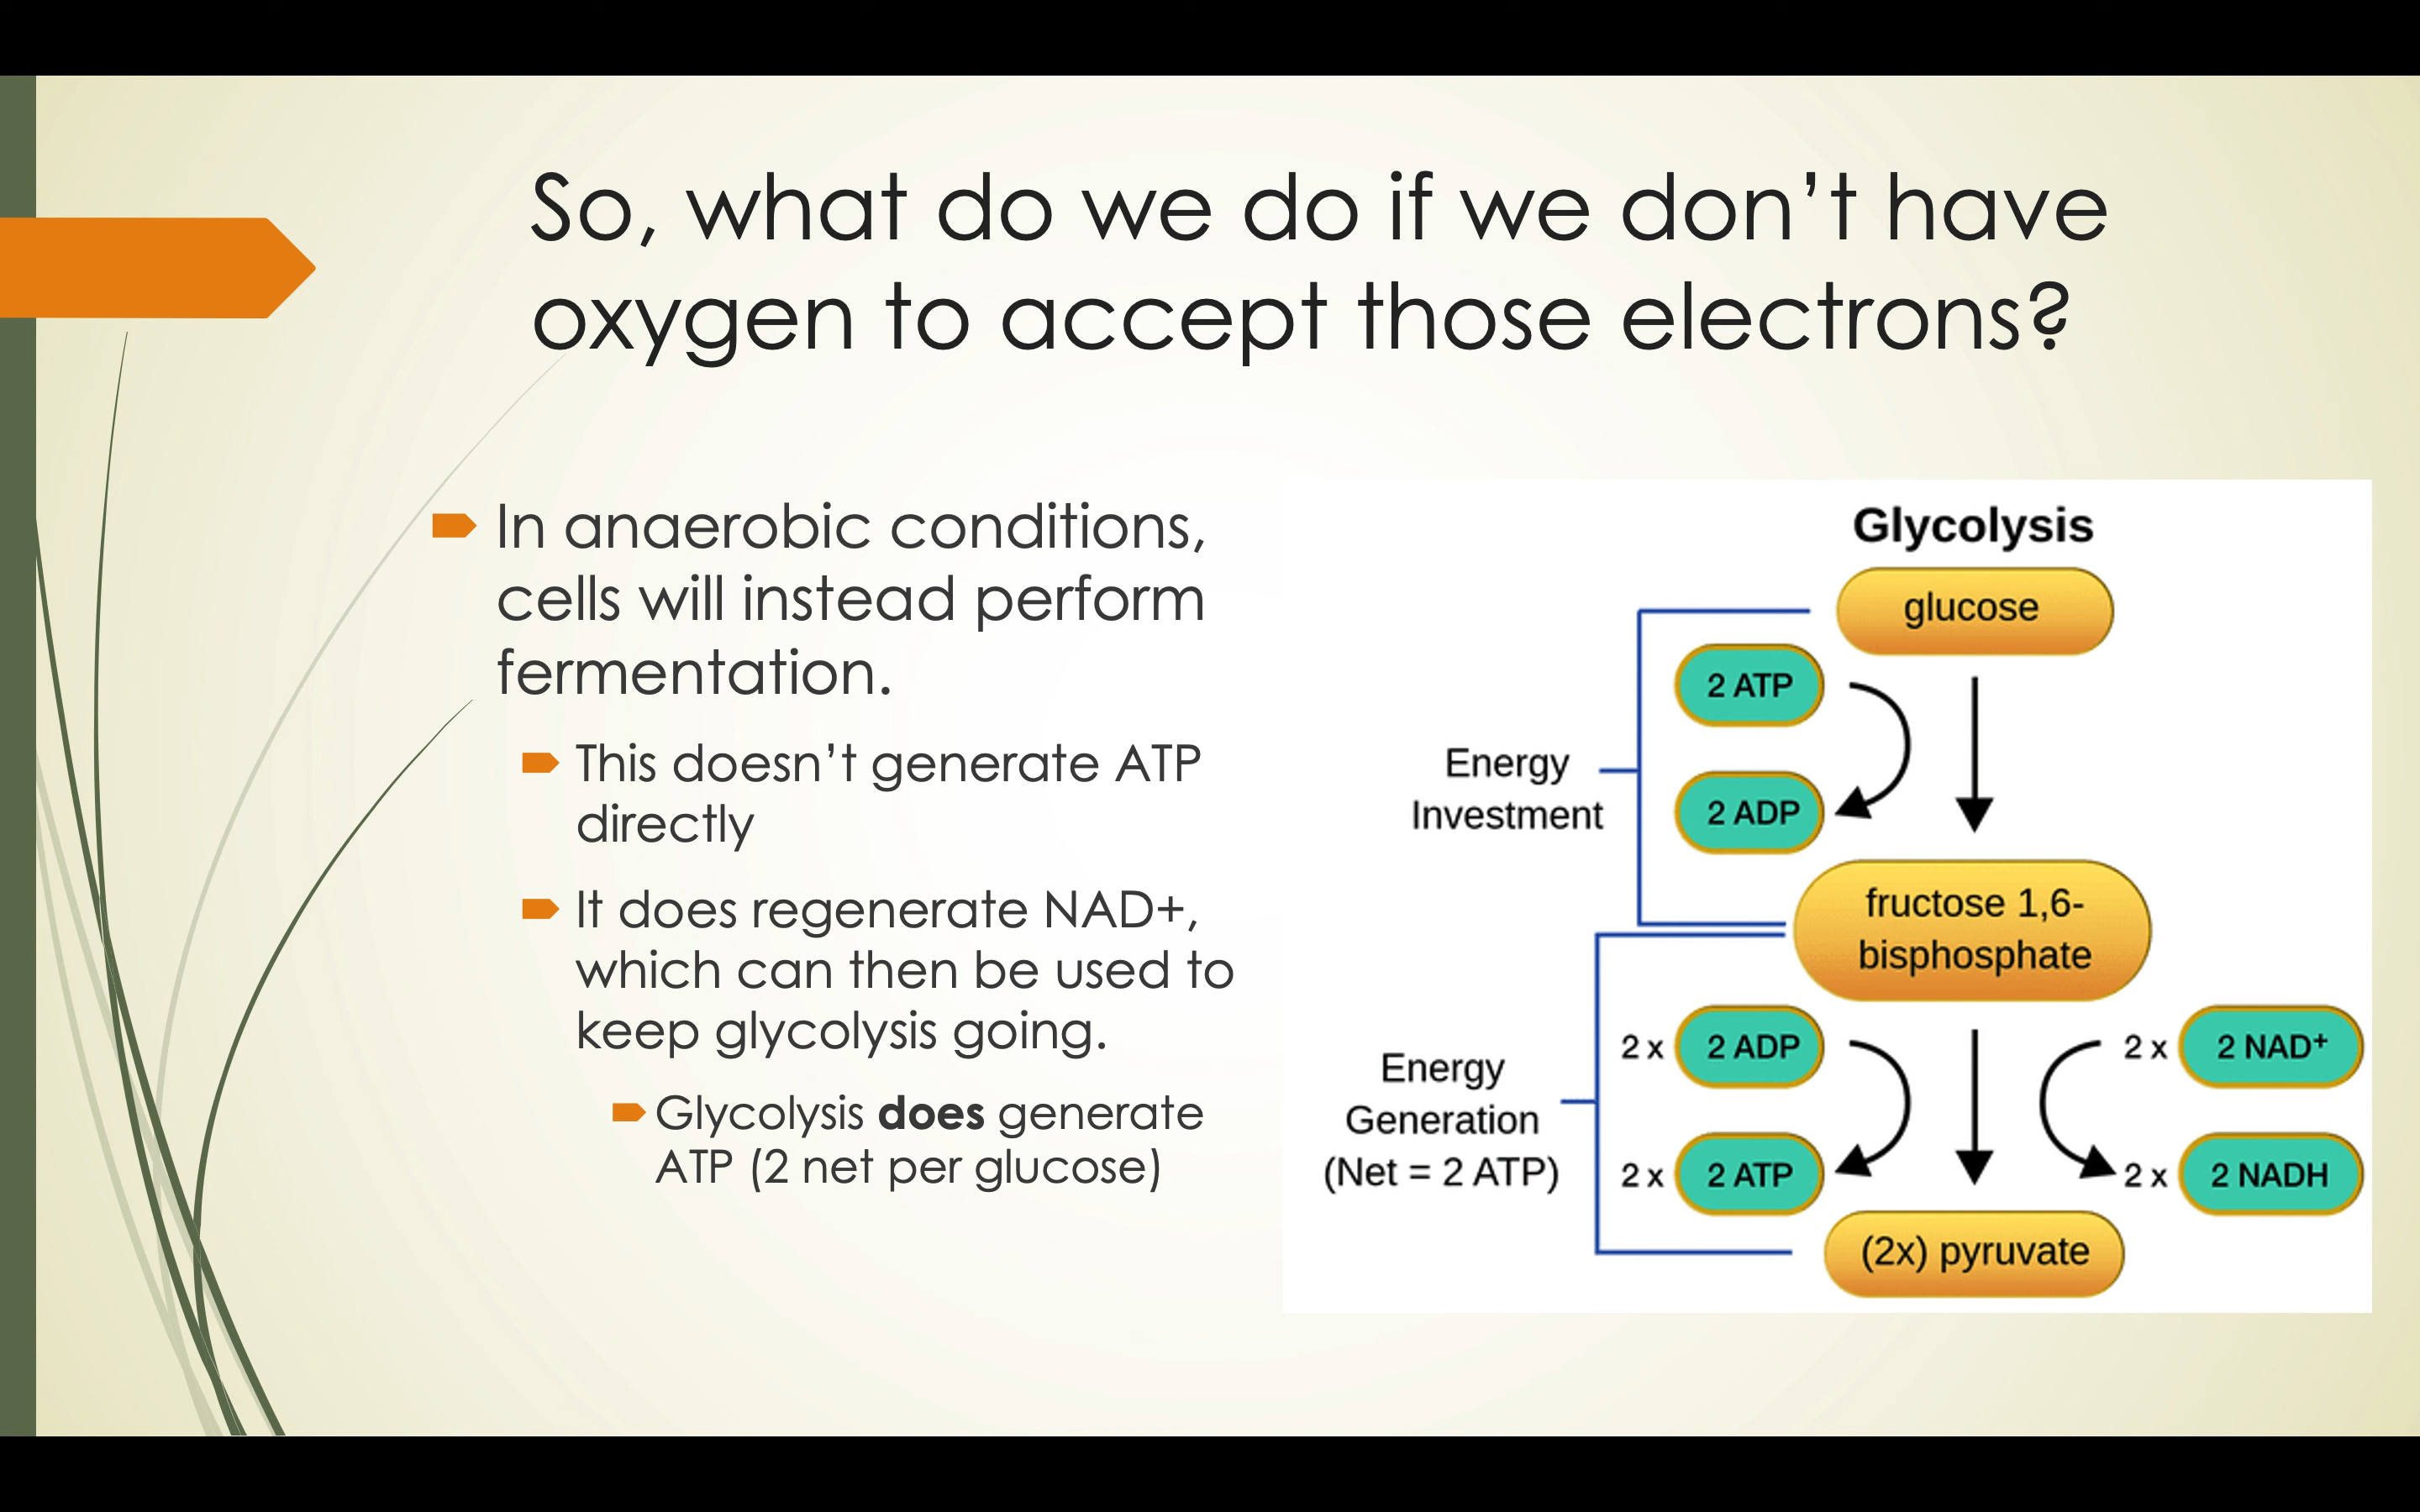 So, what do we do if we don’t have
oxygen to accept those electrons?
In anaerobic conditions,
cells will instead perform
fermentation.
This doesn’t generate ATP
directly
It does regenerate NAD+,
which can then be used to
keep glycolysis going.
Glycolysis does generate
ATP (2 net per glucose)
Glycolysis
glucose
2 ATP
Energy
Investment
2 ADP
fructose 1,6-
bisphosphate
2 x 2 ADP
2 x 2 NAD⁺
Energy
Generation
(Net = 2 ATP)
2 x 2 ATP
2 x 2 NADH
(2x) pyruvate